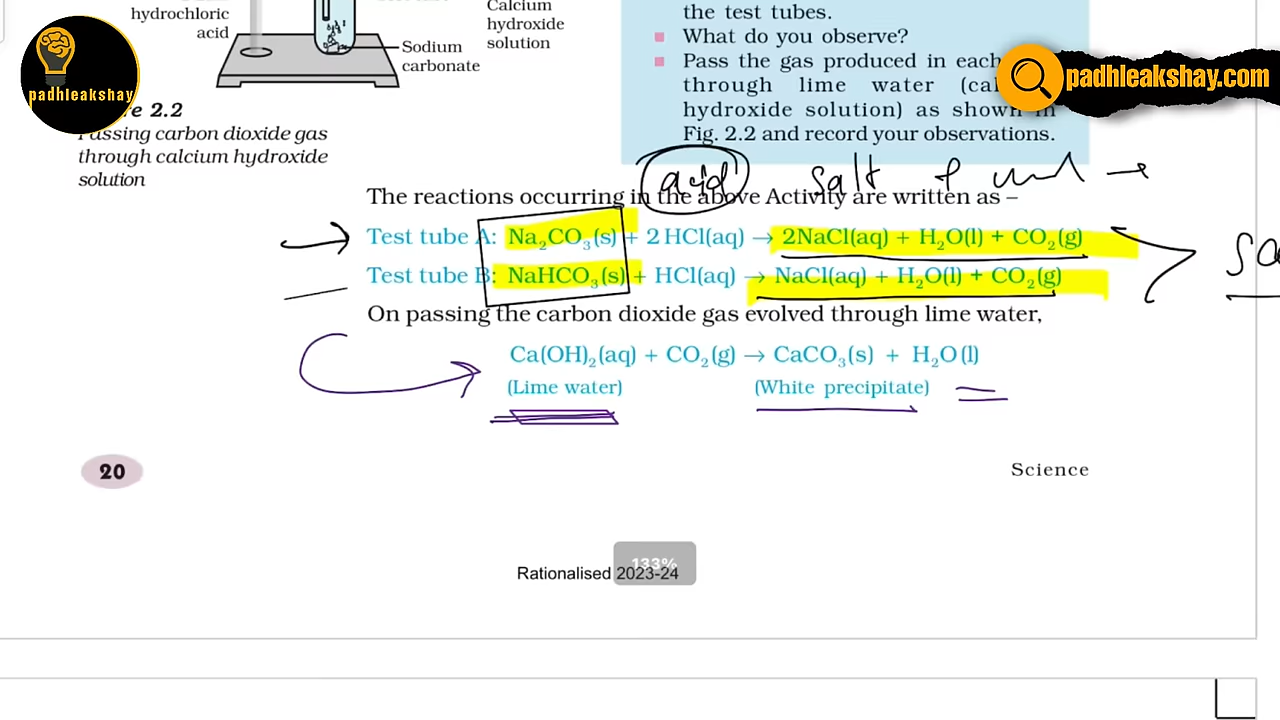 hydrochloric
acid
Calcium
hydroxide
solution
Sodium
carbonate
2.2
Passing carbon dioxide gas
through calcium hydroxide
solution
the test tubes.
■ What do you observe?
■ Pass the gas produced in each
through lime water
hydroxide solution) as shown in
Fig. 2.2 and record your observations.
padhleakshay
padhleakshay.com
acid salt &
The reactions occurring in the above Activity are written as –
Test tube A: Na₂CO₃(s) + 2 HCl(aq) → 2NaCl(aq) + H₂O(l) + CO₂(g)
Test tube B: NaHCO₃(s) + HCl(aq) → NaCl(aq) + H₂O(l) + CO₂(g)
On passing the carbon dioxide gas evolved through lime water,
Ca(OH)₂(aq) + CO₂(g) → CaCO₃(s) + H₂O(l)
(Lime water) (White precipitate)
20
Science
133%
Rationalised 2023-24